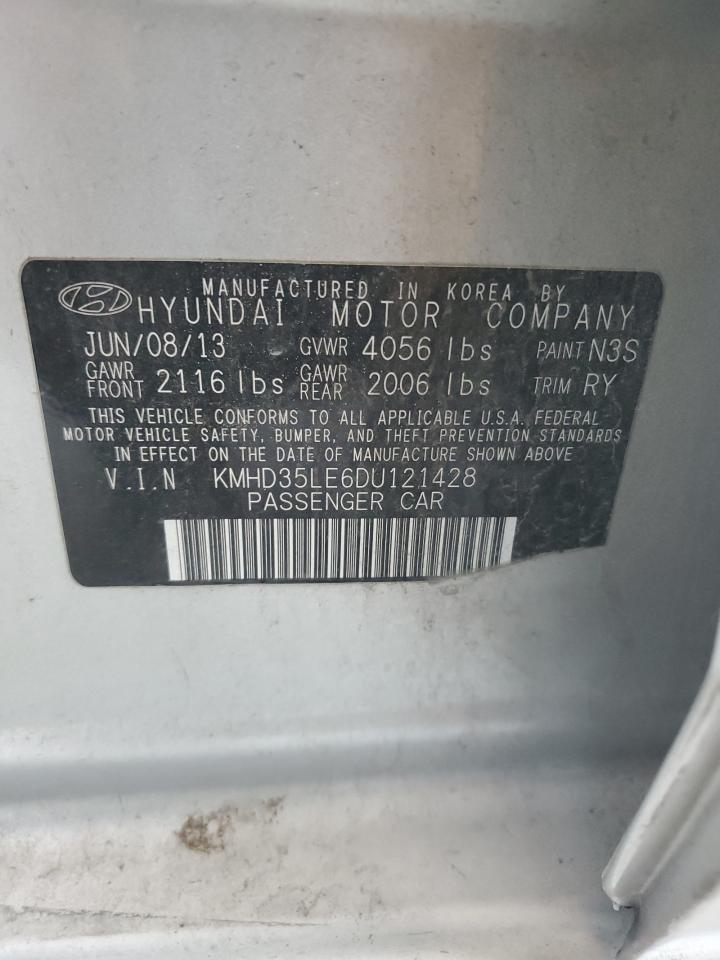 MANUFACTURED IN KOREA BY
HYUNDAI MOTOR COMPANY
JUN/08/13 GVWR 4056 lbs PAINT N3S
GAWR FRONT 2116 lbs GAWR REAR 2006 lbs TRIM RY
THIS VEHICLE CONFORMS TO ALL APPLICABLE U.S.A. FEDERAL
MOTOR VEHICLE SAFETY, BUMPER, AND THEFT PREVENTION STANDARDS
IN EFFECT ON THE DATE OF MANUFACTURE SHOWN ABOVE
V.I.N KMHD35LE6DU121428
PASSENGER CAR